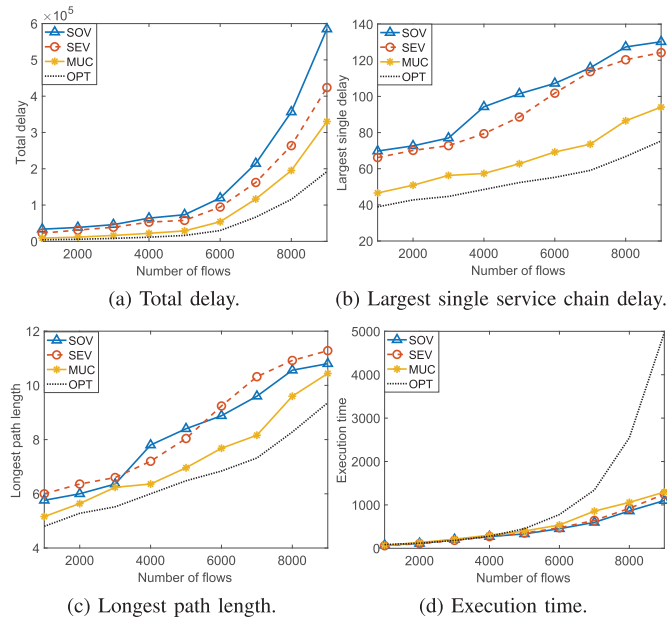 6 ×10^5
SOV
SEV
MUC
OPT
5
4
3
2
1
0
Total delay
2000 4000 6000 8000
Number of flows
(a) Total delay.
140
SOV
SEV
MUC
OPT
120
100
80
60
40
20
Largest single delay
2000 4000 6000 8000
Number of flows
(b) Largest single service chain delay.
12
SOV
SEV
MUC
OPT
10
8
6
4
Longest path length
2000 4000 6000 8000
Number of flows
(c) Longest path length.
5000
SOV
SEV
MUC
OPT
4000
3000
2000
1000
0
Execution time
2000 4000 6000 8000
Number of flows
(d) Execution time.